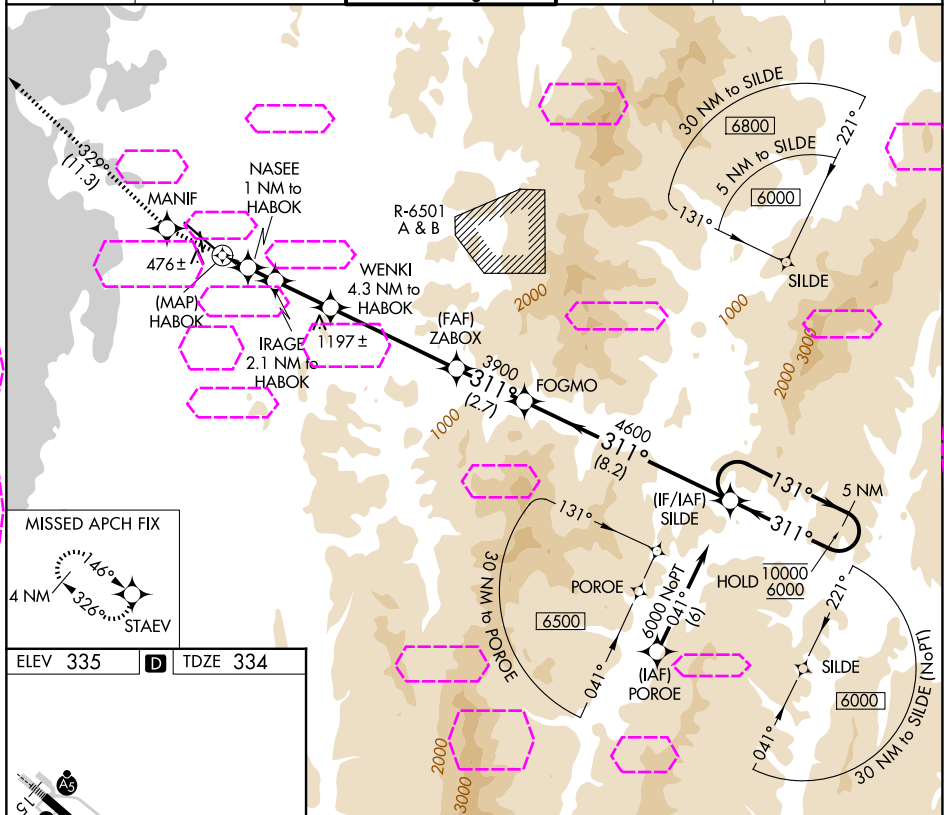 30 NM to SILDE
6800
221°
5 NM to SILDE
6000
131°
SILDE
329°
(11.3)
MANIF
NASEE
1 NM to
HABOK
R-6501
A & B
476±
(MAP)
HABOK
WENKI
4.3 NM to
HABOK
2000
1000
IRAGE
2.1 NM to
HABOK
1197±
(FAF)
ZABOX
3900
311°
(2.7)
FOGMO
3000
2000
1000
4600
311°
(8.2)
(IF/IAF)
SILDE
131°
311°
5 NM
HOLD
10000
6000
MISSED APCH FIX
146°
4 NM
326°
STAEV
131°
30 NM to POROE
POROE
6500
041°
6000 NoPT
041°
(6)
(IAF)
POROE
221°
SILDE
6000
041°
30 NM to SILDE (NoPT)
ELEV 335
D
TDZE 334
2000
3000
A5